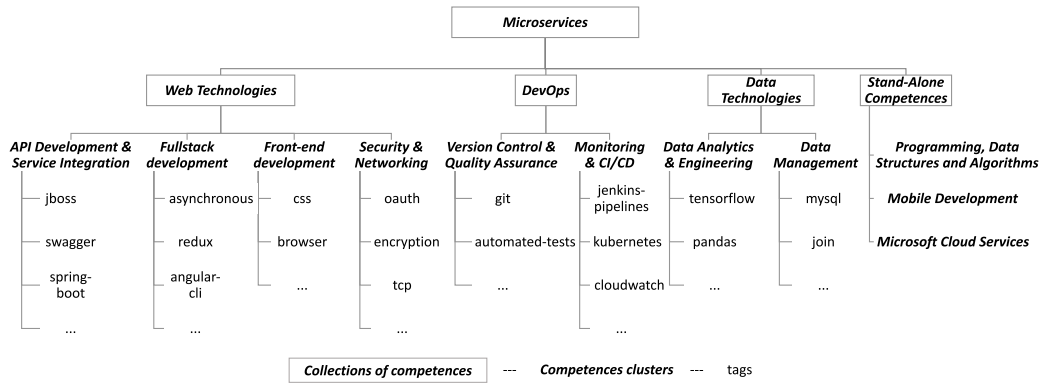 Microservices
Web Technologies
DevOps
Data
Technologies
Stand-Alone
Competences
API Development &
Service Integration
Fullstack
development
Front-end
development
Security &
Networking
Version Control &
Quality Assurance
Monitoring
& CI/CD
Data Analytics
& Engineering
Data
Management
Programming, Data
Structures and Algorithms
jboss
asynchronous
css
oauth
git
jenkins-
pipelines
tensorflow
mysql
Mobile Development
swagger
redux
browser
encryption
automated-tests
kubernetes
pandas
join
Microsoft Cloud Services
spring-
boot
angular-
cli
...
tcp
...
cloudwatch
...
...
...
...
...
...
Collections of competences --- Competences clusters --- tags